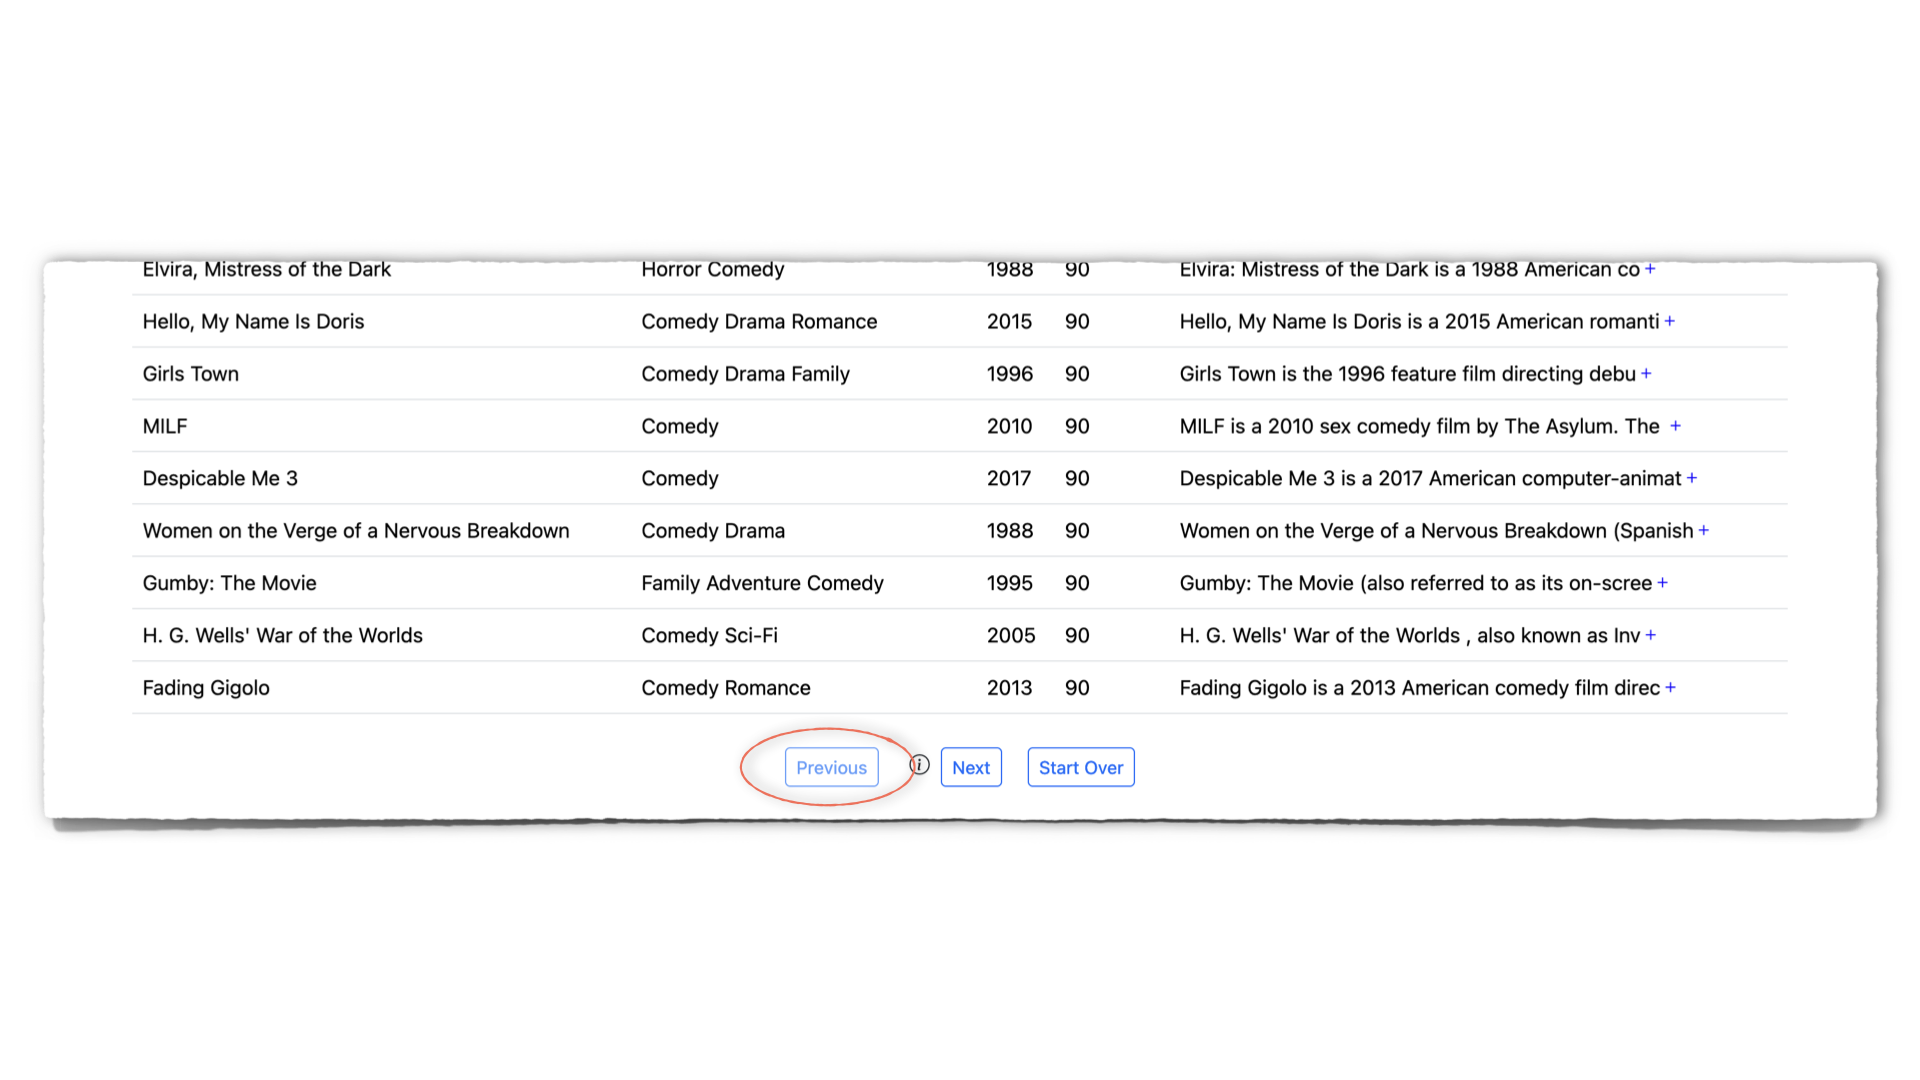 Elvira, Mistress of the Dark Horror Comedy 1988 90 Elvira: Mistress of the Dark is a 1988 American co +
Hello, My Name Is Doris Comedy Drama Romance 2015 90 Hello, My Name Is Doris is a 2015 American romanti +
Girls Town Comedy Drama Family 1996 90 Girls Town is the 1996 feature film directing debu +
MILF Comedy 2010 90 MILF is a 2010 sex comedy film by The Asylum. The +
Despicable Me 3 Comedy 2017 90 Despicable Me 3 is a 2017 American computer-animat +
Women on the Verge of a Nervous Breakdown Comedy Drama 1988 90 Women on the Verge of a Nervous Breakdown (Spanish +
Gumby: The Movie Family Adventure Comedy 1995 90 Gumby: The Movie (also referred to as its on-scree +
H. G. Wells' War of the Worlds Comedy Sci-Fi 2005 90 H. G. Wells' War of the Worlds , also known as Inv +
Fading Gigolo Comedy Romance 2013 90 Fading Gigolo is a 2013 American comedy film direc +
Previous i Next Start Over